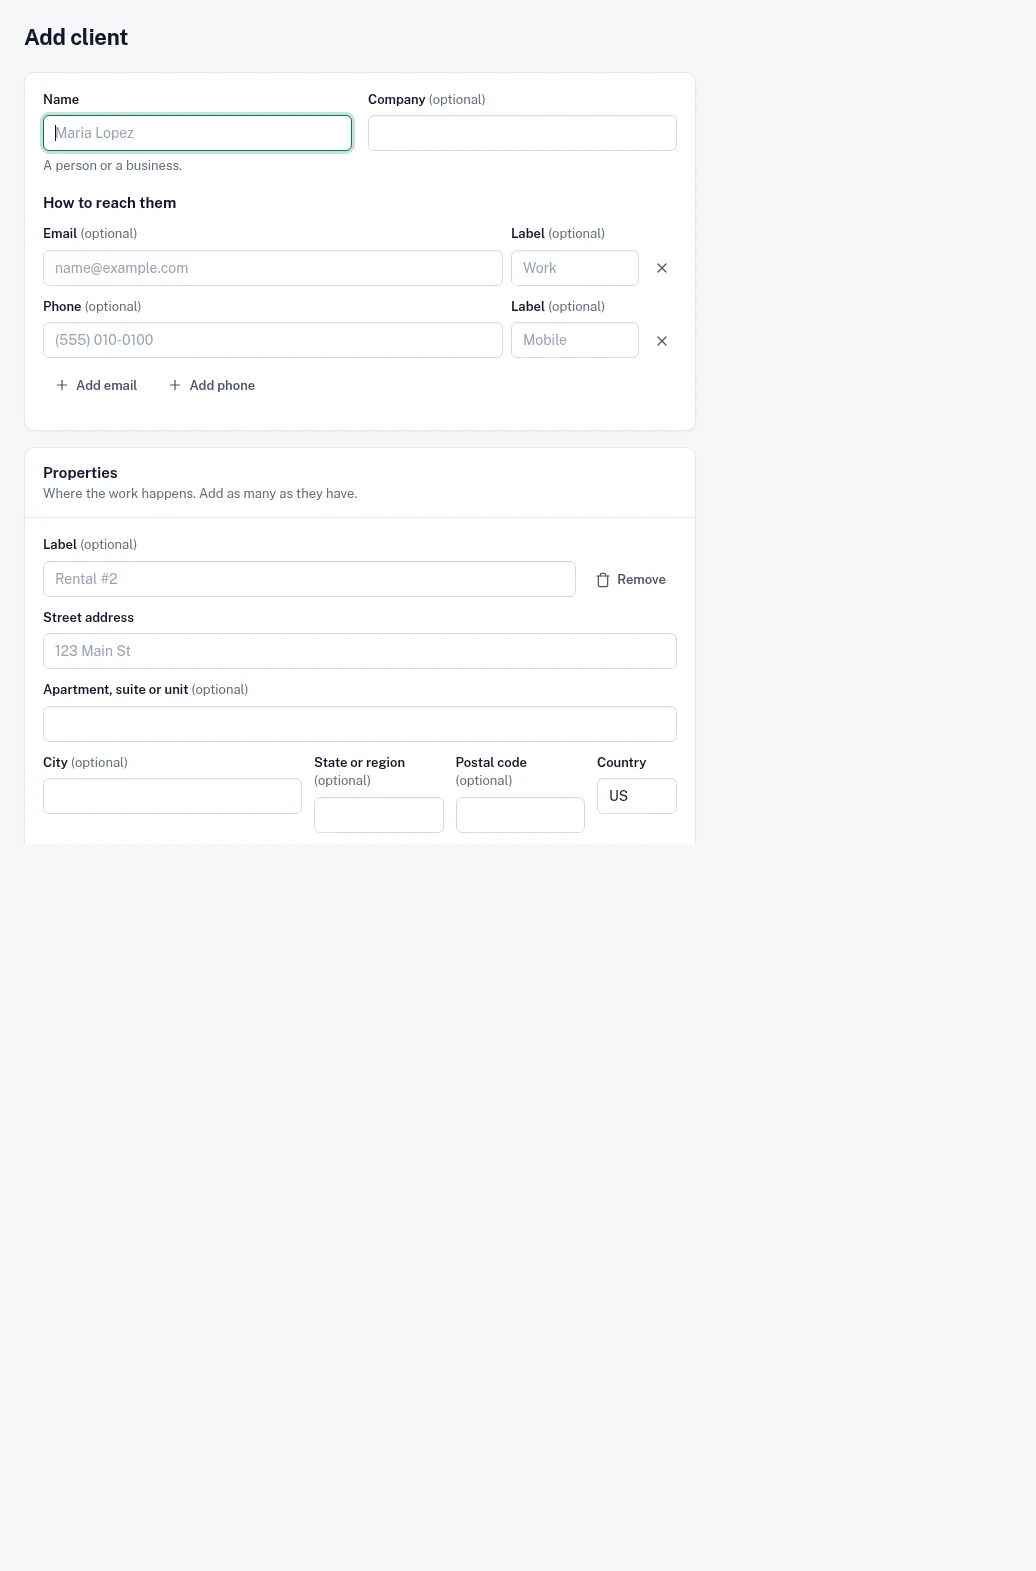 Add client
Name
Company (optional)
Maria Lopez
A person or a business.
How to reach them
Email (optional)
Label (optional)
name@example.com
Work
Phone (optional)
Label (optional)
(555) 010-0100
Mobile
Add email
Add phone
Properties
Where the work happens. Add as many as they have.
Label (optional)
Rental #2
Remove
Street address
123 Main St
Apartment, suite or unit (optional)
City (optional)
State or region
(optional)
Postal code
(optional)
Country
US